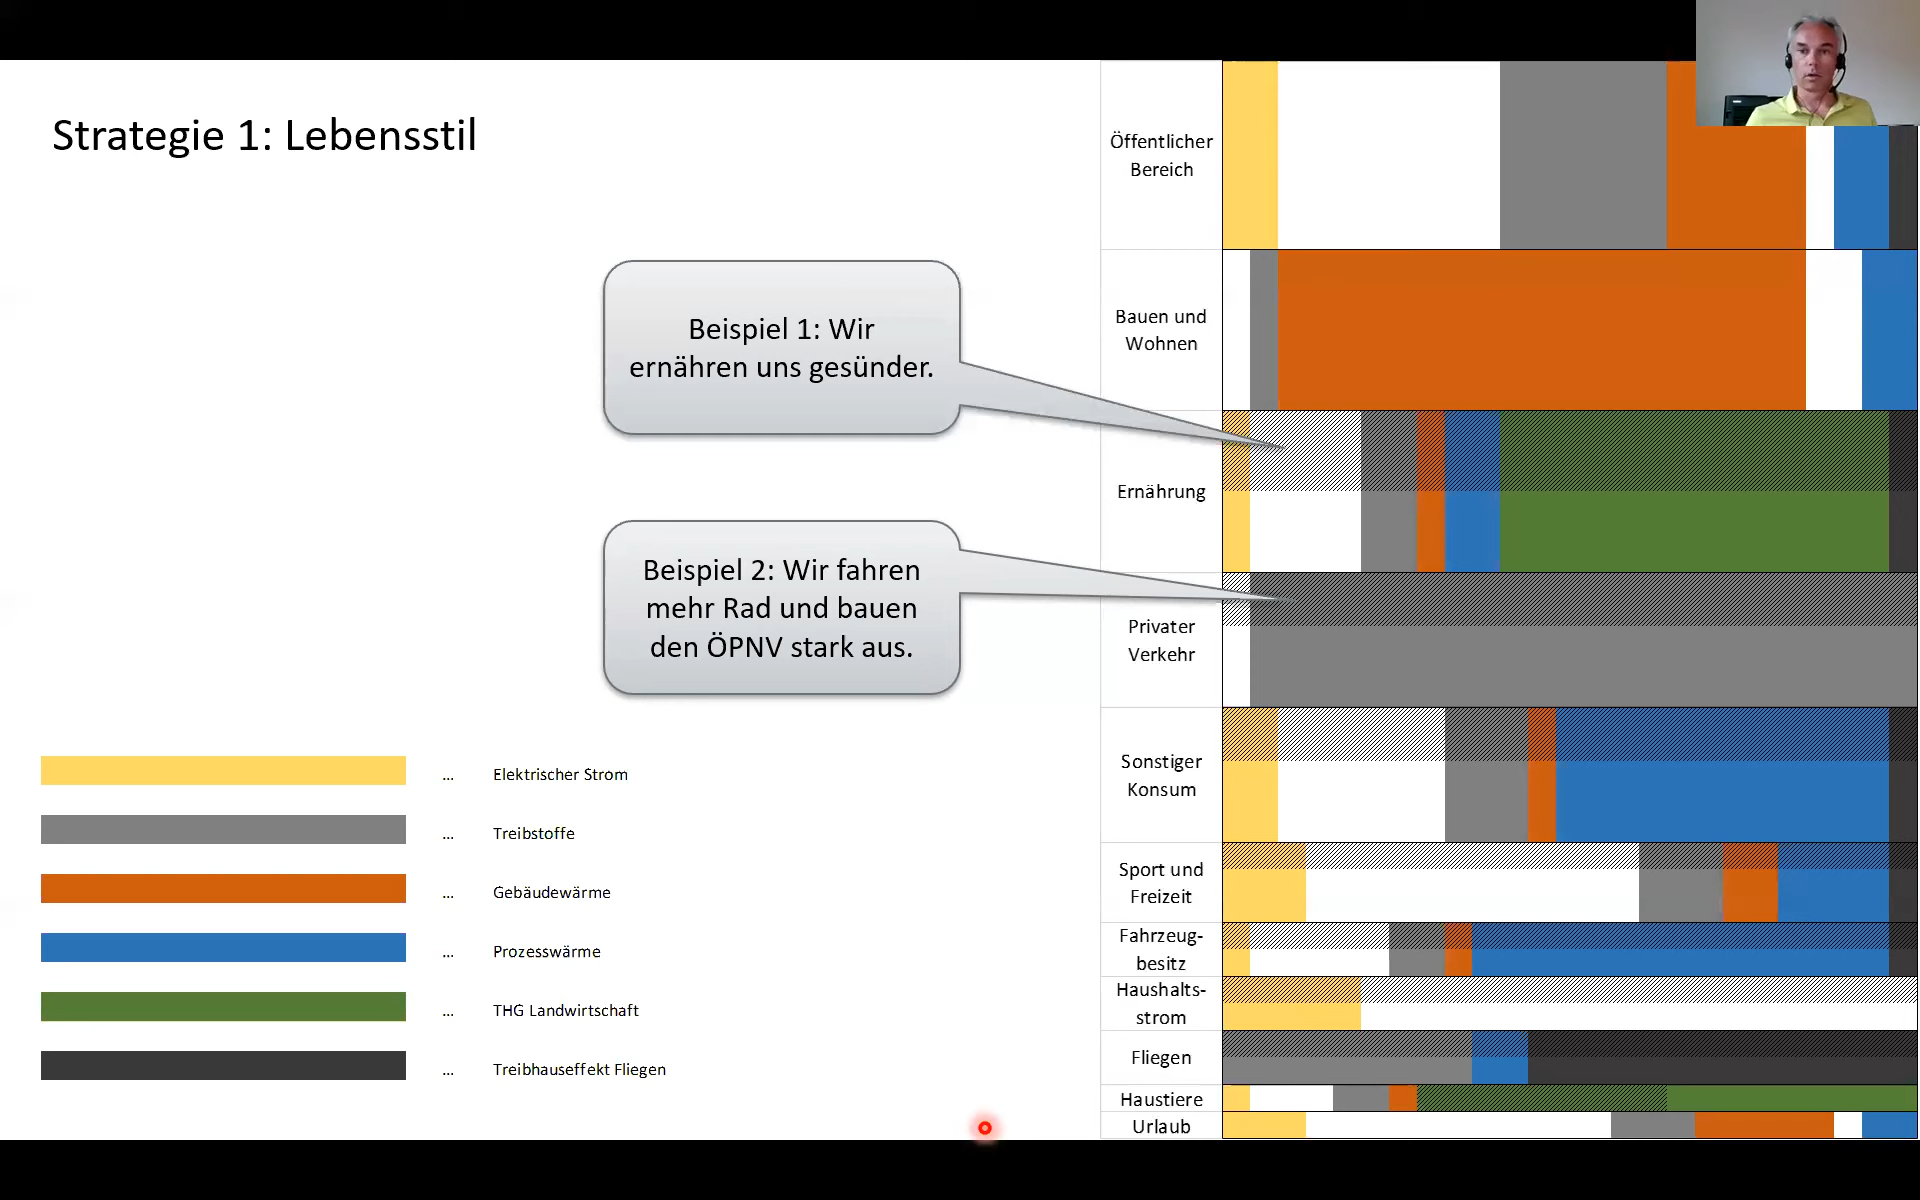 Strategie 1: Lebensstil
Beispiel 1: Wir
ernähren uns gesünder.
Beispiel 2: Wir fahren
mehr Rad und bauen
den ÖPNV stark aus.
... Elektrischer Strom
... Treibstoffe
... Gebäudewärme
... Prozesswärme
... THG Landwirtschaft
... Treibhauseffekt Fliegen
Öffentlicher
Bereich
Bauen und
Wohnen
Ernährung
Privater
Verkehr
Sonstiger
Konsum
Sport und
Freizeit
Fahrzeug-
besitz
Haushalts-
strom
Fliegen
Haustiere
Urlaub